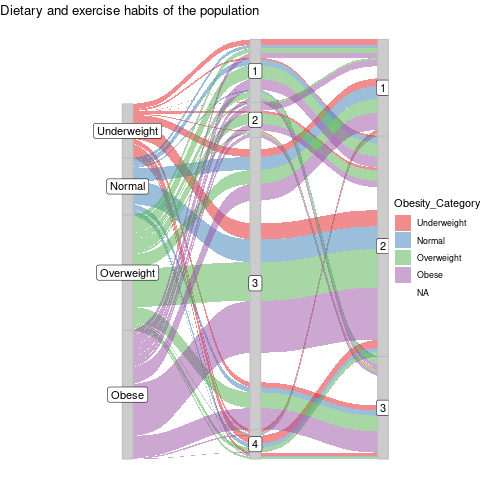 Dietary and exercise habits of the population
1
1
2
Underweight
Normal
Obesity_Category
Underweight
Normal
Overweight
Obese
NA
2
Overweight
3
Obese
3
4